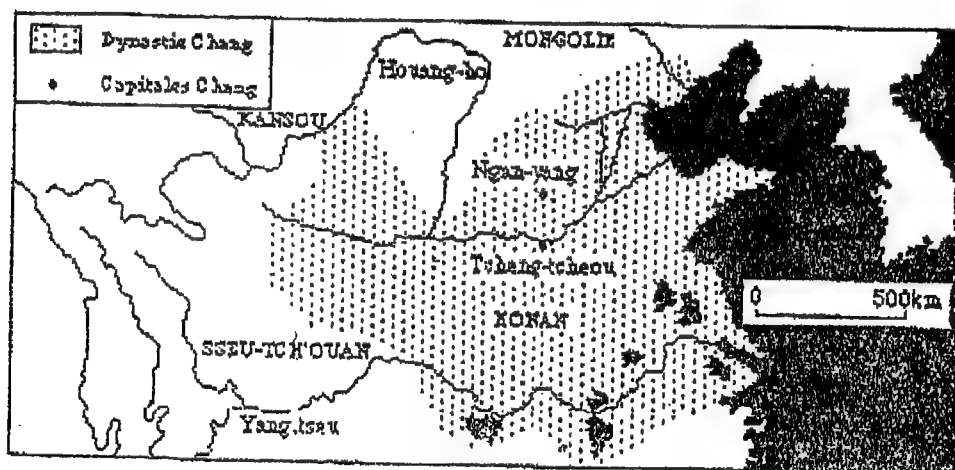 Dynastie Chang
Capitales Chang
MONGOLIE
Houang-ho
KANSOU
Ngan-yang
Tchang-tcheou
0 500km
HONAN
SSEU-TCH'OUAN
Yang.tseu